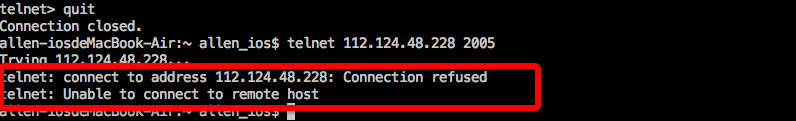 telnet> quit
Connection closed.
allen-iosdeMacBook-Air:~ allen_ios$ telnet 112.124.48.228 2005
Trying 112.124.48.228...
telnet: connect to address 112.124.48.228: Connection refused
telnet: Unable to connect to remote host
allen-iosdeMacBook-Air:~ allen_ios$